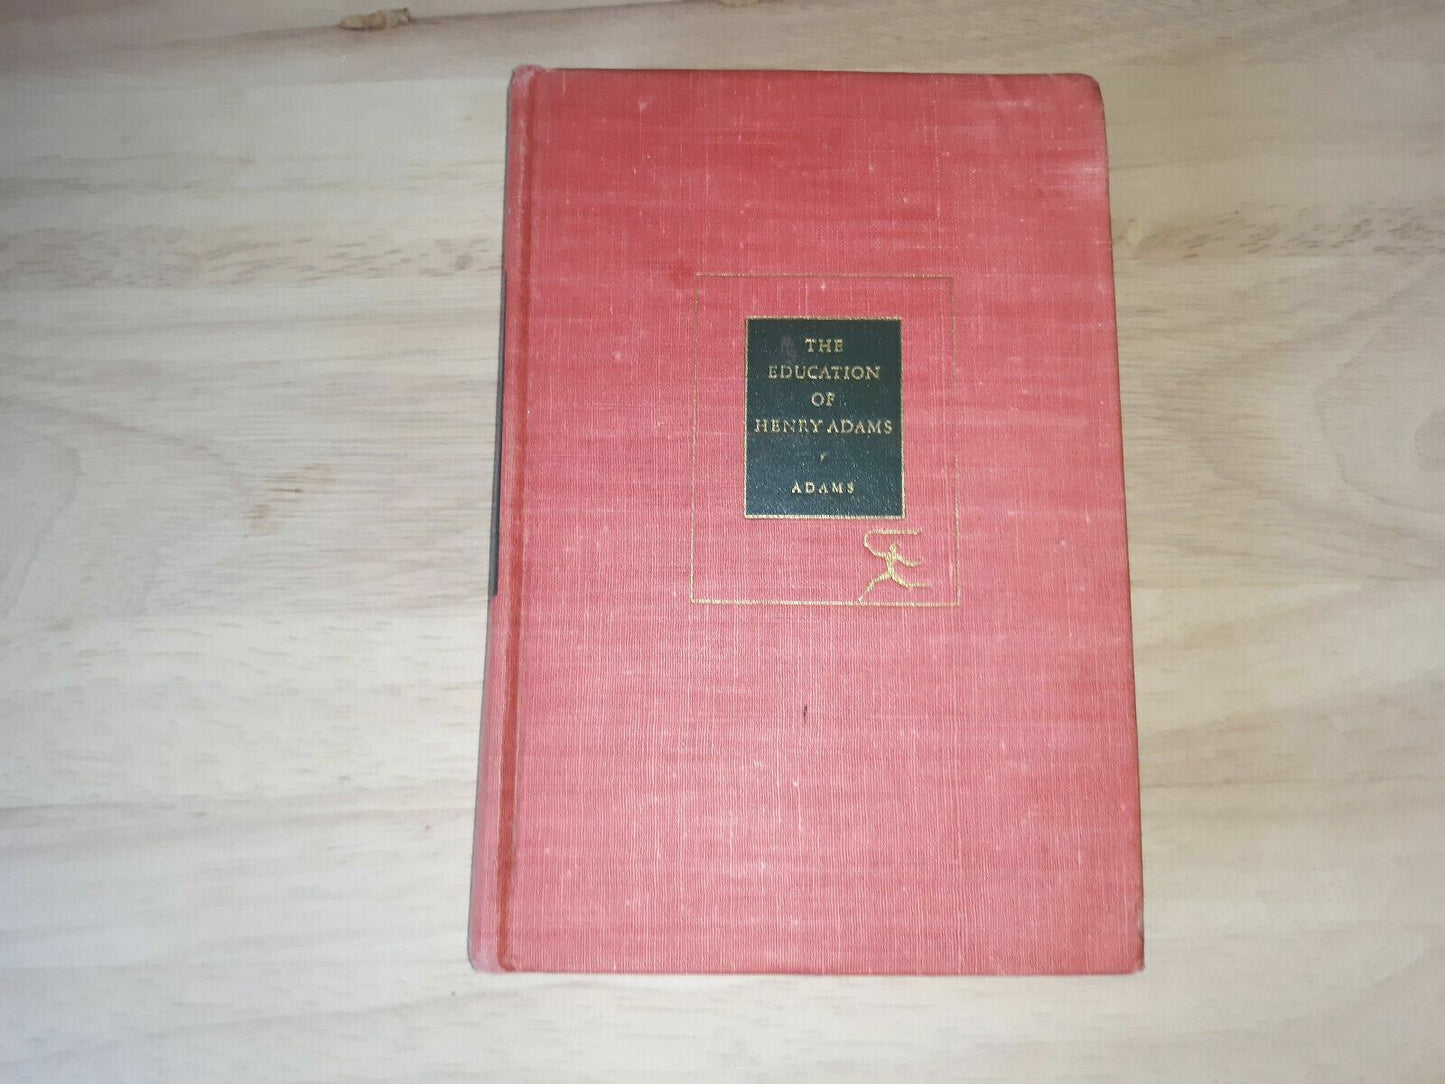 THE
EDUCATION
OF
HENRY ADAMS
ADAMS